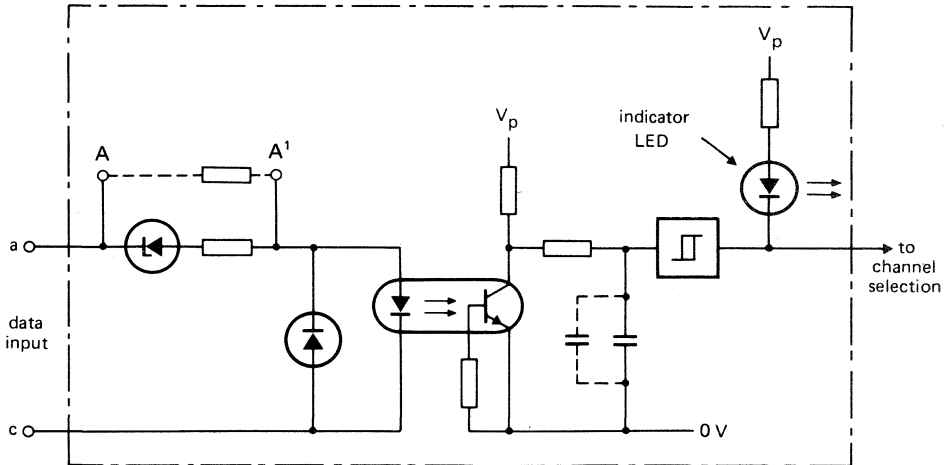 V_p
indicator
LED
V_p
A
A¹
a
to
channel
selection
data
input
c
0 V